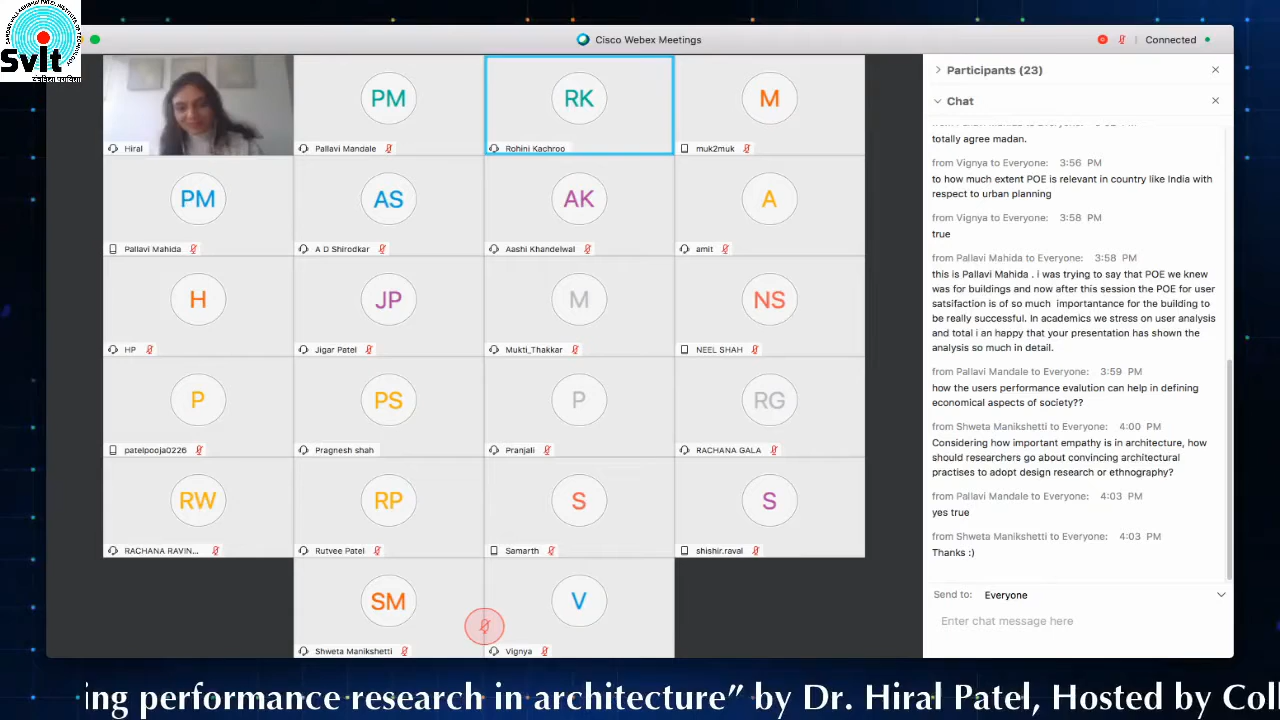 SARDAR VALLABHBHAI PATEL INSTITUTE OF TECHNOLOGY
SVIT
Cisco Webex Meetings
Connected
Hiral
PM
Pallavi Mandale
RK
Rohini Kachroo
M
muk2muk
PM
Pallavi Mahida
AS
A D Shirodkar
AK
Aashi Khandelwal
A
amit
H
HP
JP
Jigar Patel
M
Mukti_Thakkar
NS
NEEL SHAH
P
patelpooja0226
PS
Pragnesh shah
P
Pranjali
RG
RACHANA GALA
RW
RACHANA RAVIN...
RP
Rutvee Patel
S
Samarth
S
shishir.raval
SM
Shweta Manikshetti
V
Vignya
Participants (23)
Chat
totally agree madan.
from Vignya to Everyone: 3:56 PM
to how much extent POE is relevant in country like India with
respect to urban planning
from Vignya to Everyone: 3:58 PM
true
from Pallavi Mahida to Everyone: 3:58 PM
this is Pallavi Mahida . i was trying to say that POE we knew
was for buildings and now after this session the POE for user
satsifaction is of so much importantance for the building to
be really successful. In academics we stress on user analysis
and total i an happy that your presentation has shown the
analysis so much in detail.
from Pallavi Mandale to Everyone: 3:59 PM
how the users performance evalution can help in defining
economical aspects of society??
from Shweta Manikshetti to Everyone: 4:00 PM
Considering how important empathy is in architecture, how
should researchers go about convincing architectural
practises to adopt design research or ethnography?
from Pallavi Mandale to Everyone: 4:03 PM
yes true
from Shweta Manikshetti to Everyone: 4:03 PM
Thanks :)
Send to: Everyone
Enter chat message here
ing performance research in architecture” by Dr. Hiral Patel, Hosted by Col